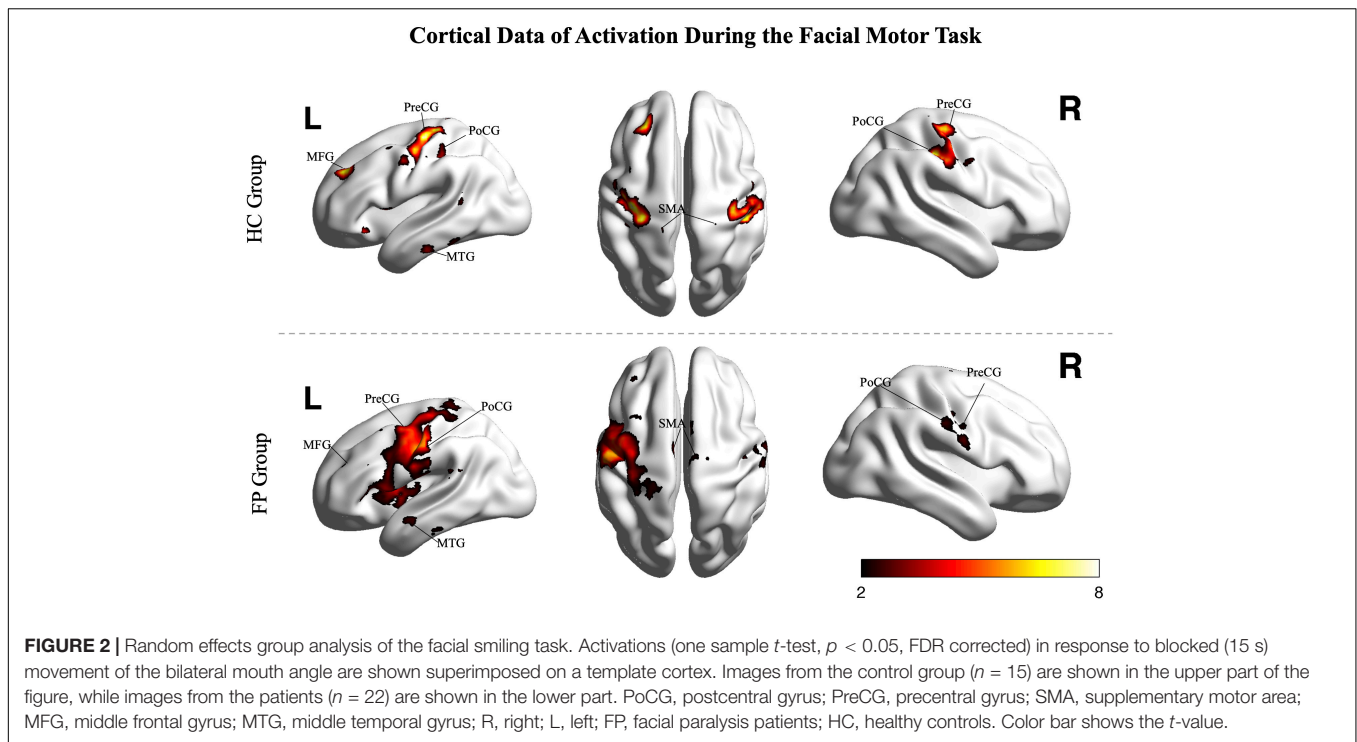 Cortical Data of Activation During the Facial Motor Task
HC Group
L
PreCG
PoCG
MFG
MTG
SMA
R
PreCG
PoCG
FP Group
L
PreCG
PoCG
MFG
MTG
SMA
R
PreCG
PoCG
2
8
FIGURE 2 | Random effects group analysis of the facial smiling task. Activations (one sample t-test, p < 0.05, FDR corrected) in response to blocked (15 s)
movement of the bilateral mouth angle are shown superimposed on a template cortex. Images from the control group (n = 15) are shown in the upper part of the
figure, while images from the patients (n = 22) are shown in the lower part. PoCG, postcentral gyrus; PreCG, precentral gyrus; SMA, supplementary motor area;
MFG, middle frontal gyrus; MTG, middle temporal gyrus; R, right; L, left; FP, facial paralysis patients; HC, healthy controls. Color bar shows the t-value.